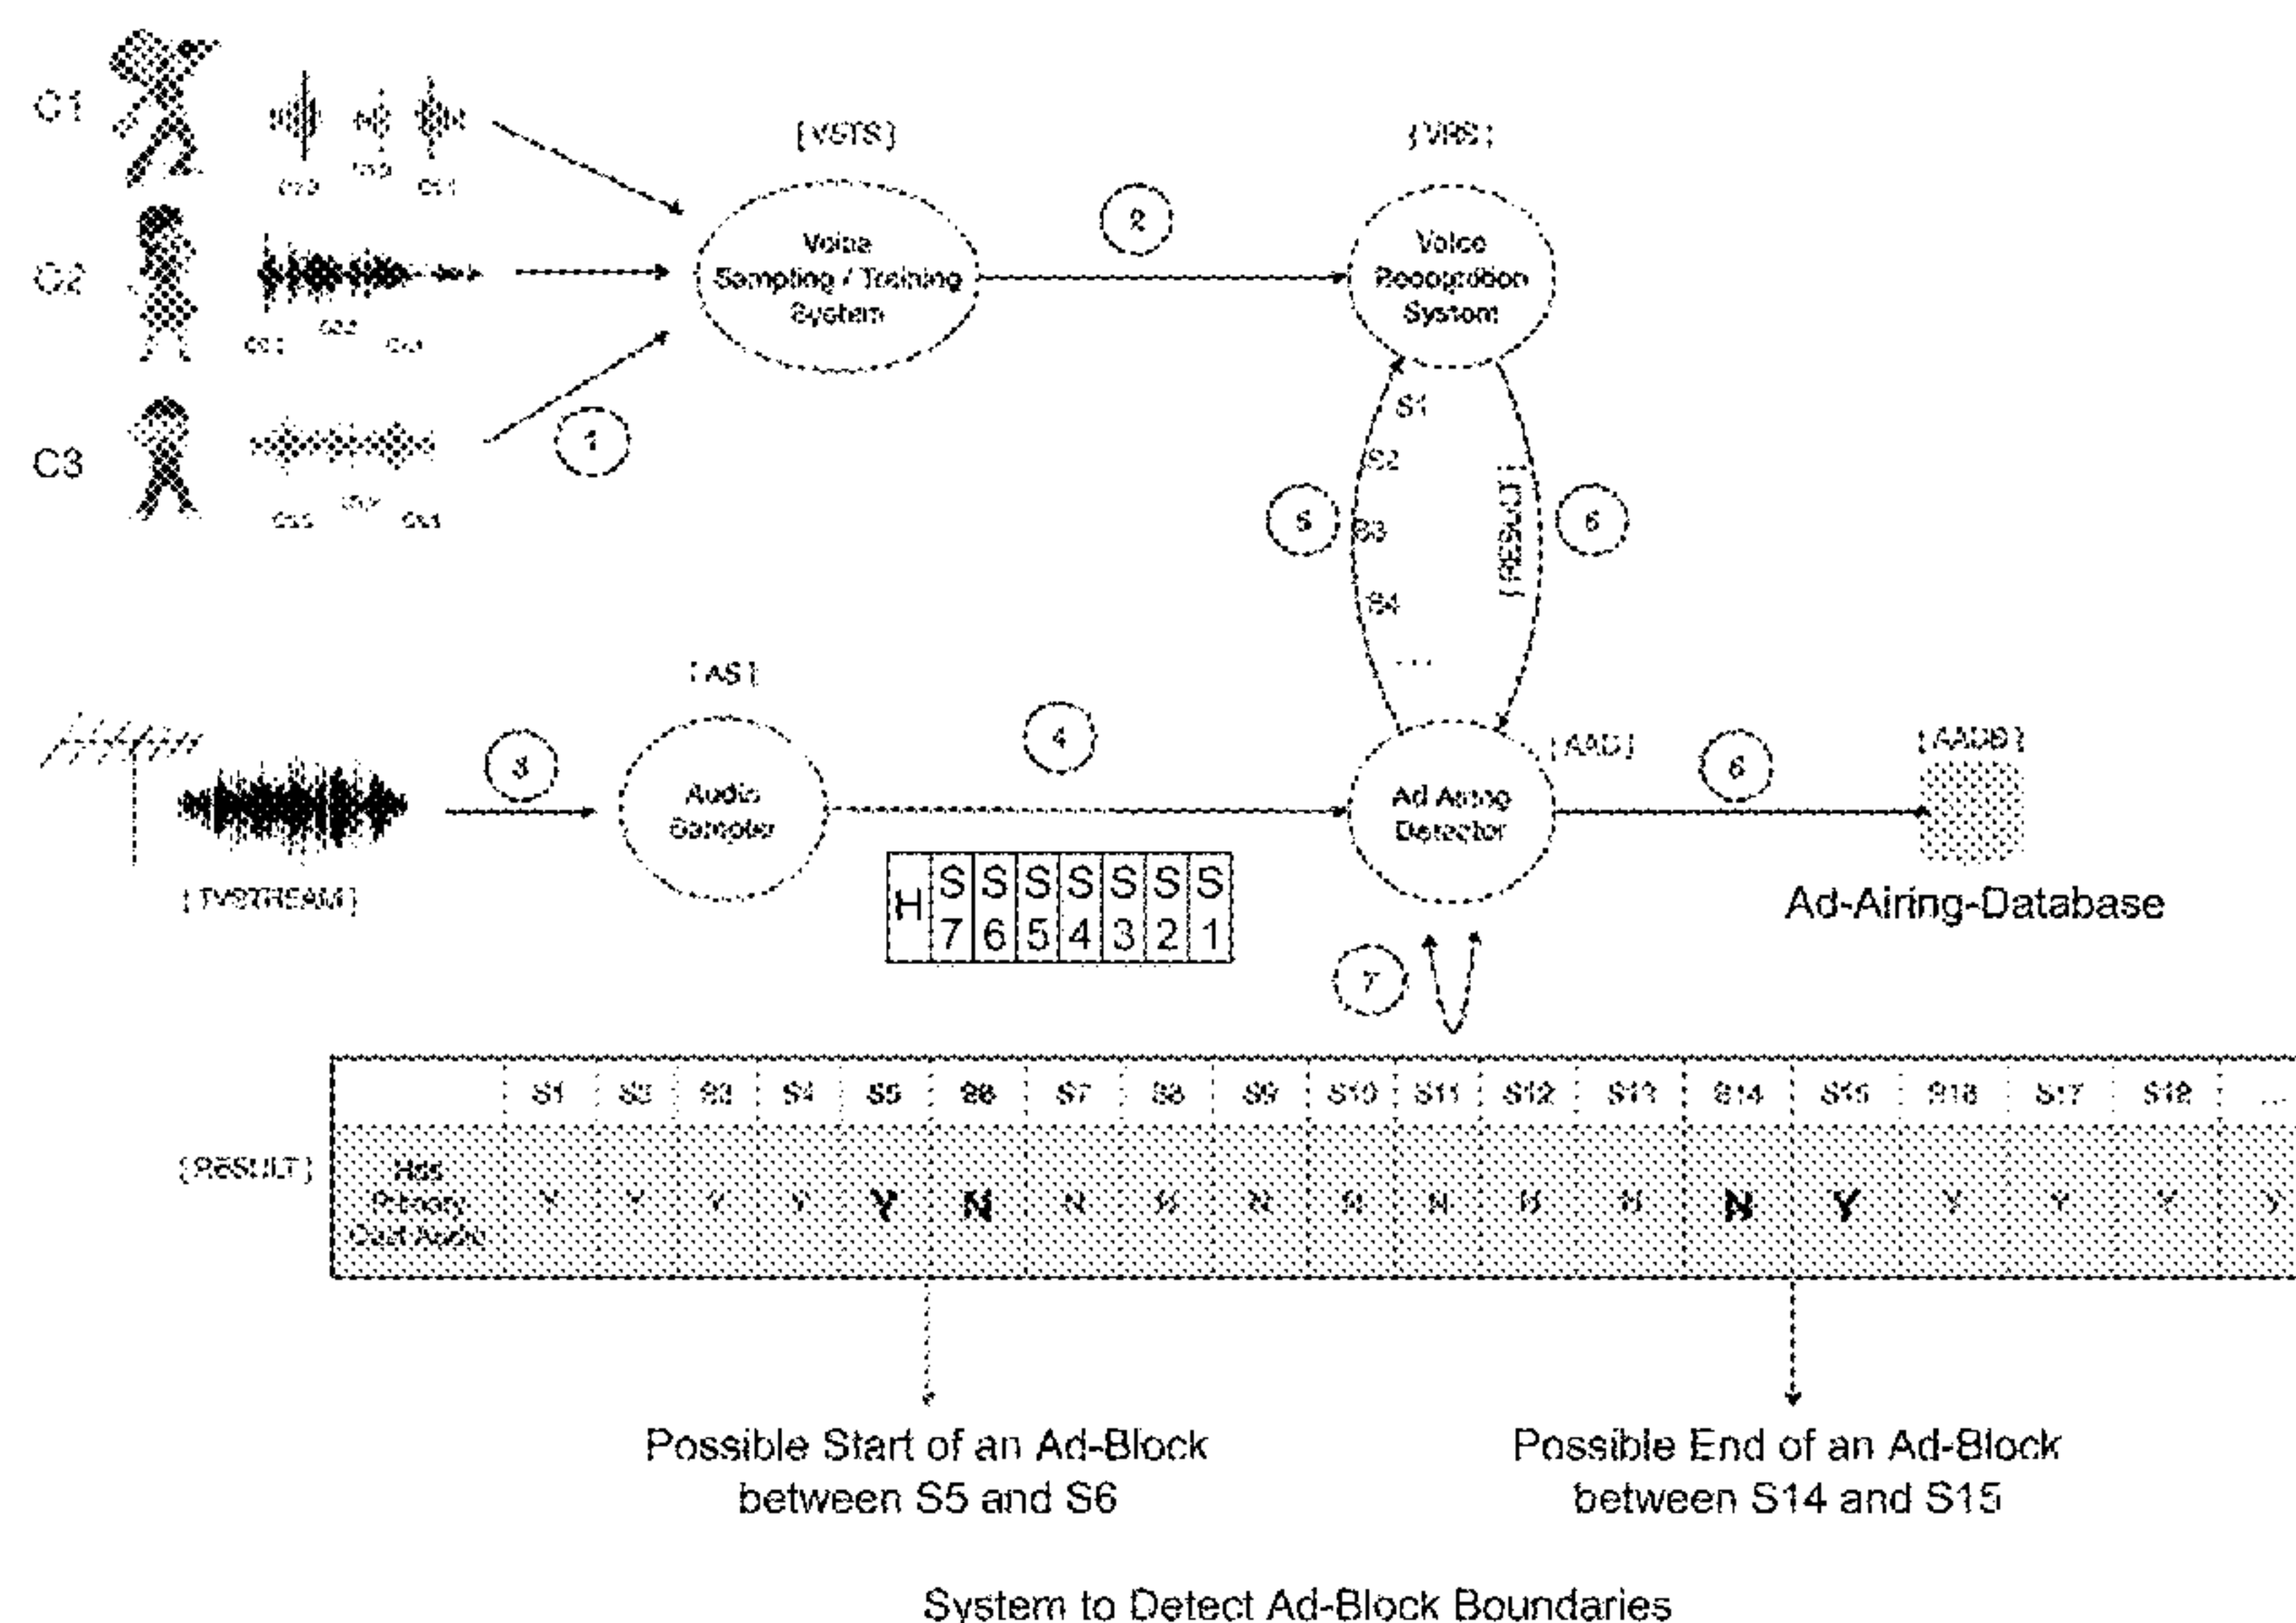 C1
[VSTS]
[VRS]
Voice
Sampling / Training
System
2
Voice
Recognition
System
C2
C3
1
S1
S2
S3
S4
...
5
[RESULT]
6
[AS]
3
Audio
Sampler
4
Ad Airing
Detector
[AAD]
[AADB]
[TVSTREAM]
H S7 S6 S5 S4 S3 S2 S1
Ad-Airing-Database
7
S1 S2 S3 S4 S5 S6 S7 S8 S9 S10 S11 S12 S13 S14 S15 S16 S17 S18 ...
[RESULT]
Has
Primary
Cast Audio
Y Y Y Y Y N N N N N N N N N Y Y Y Y Y
Possible Start of an Ad-Block
between S5 and S6
Possible End of an Ad-Block
between S14 and S15
System to Detect Ad-Block Boundaries